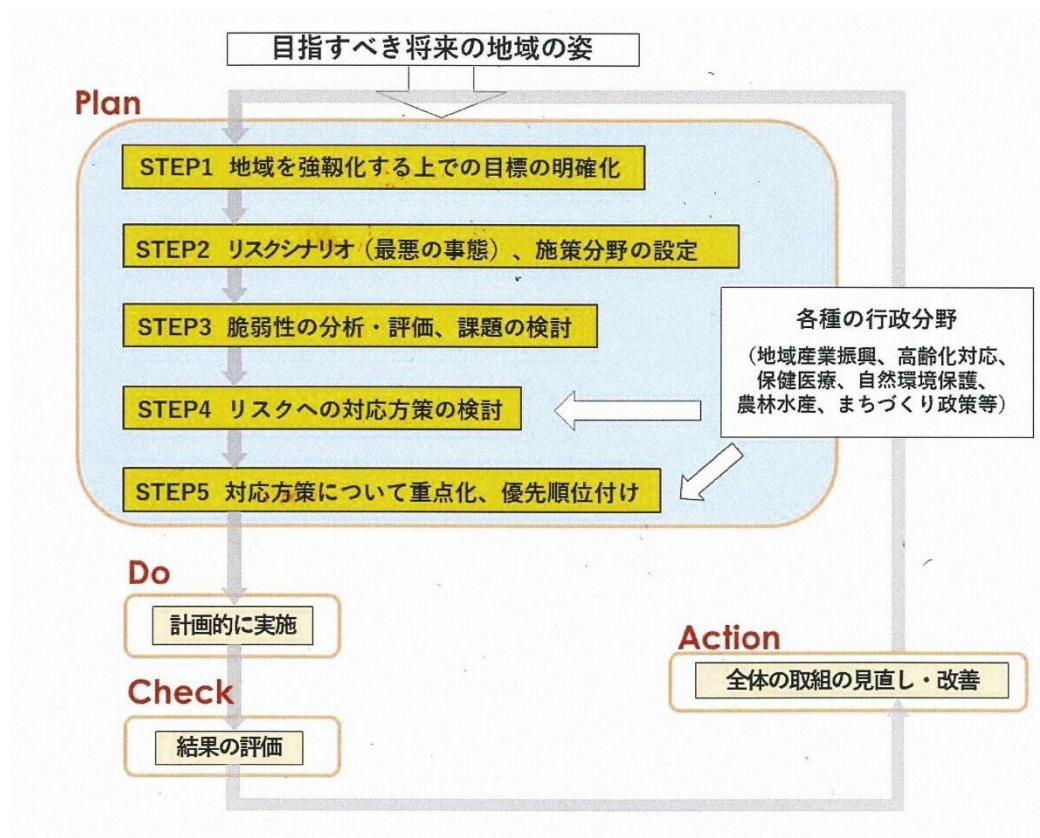 目指すべき将来の地域の姿
Plan
STEP1 地域を強靱化する上での目標の明確化
STEP2 リスクシナリオ（最悪の事態）、施策分野の設定
STEP3 脆弱性の分析・評価、課題の検討
各種の行政分野
（地域産業振興、高齢化対応、
保健医療、自然環境保護、
農林水産、まちづくり政策等）
STEP4 リスクへの対応方策の検討
STEP5 対応方策について重点化、優先順位付け
Do
計画的に実施
Check
結果の評価
Action
全体の取組の見直し・改善